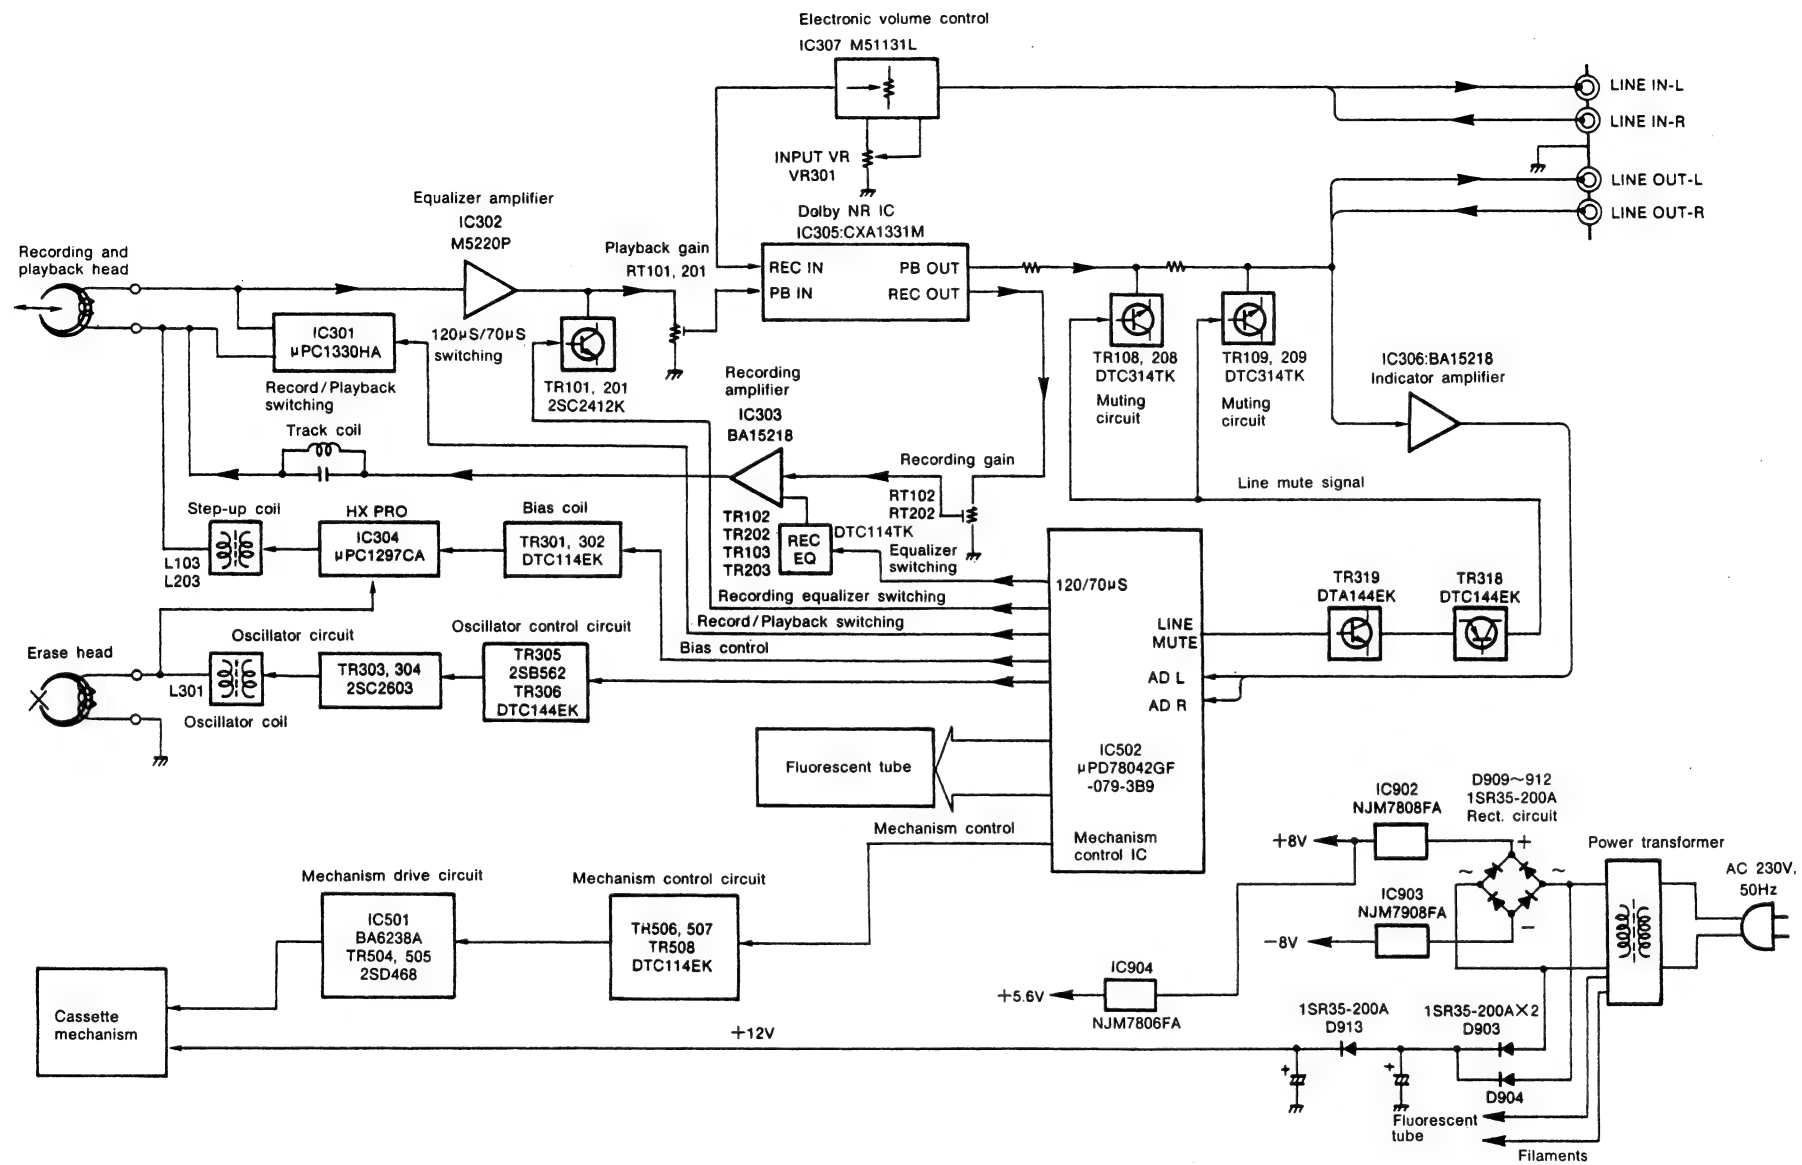 Electronic volume control
IC307 M51131L
LINE IN-L
LINE IN-R
INPUT VR
VR301
LINE OUT-L
LINE OUT-R
Equalizer amplifier
IC302
M5220P
Dolby NR IC
IC305:CXA1331M
Recording and
playback head
Playback gain
RT101, 201
REC IN
PB OUT
PB IN
REC OUT
IC301
μPC1330HA
120μS/70μS
switching
Record/Playback
switching
TR101, 201
2SC2412K
TR108, 208
DTC314TK
Muting
circuit
TR109, 209
DTC314TK
Muting
circuit
IC306:BA15218
Indicator amplifier
Recording
amplifier
IC303
BA15218
Track coil
Recording gain
RT102
RT202
Line mute signal
Step-up coil
L103
L203
HX PRO
IC304
μPC1297CA
Bias coil
TR301, 302
DTC114EK
TR102
TR202
TR103
TR203
REC
EQ
DTC114TK
Equalizer
switching
120/70μS
Recording equalizer switching
Record/Playback switching
Bias control
LINE
MUTE
TR319
DTA144EK
TR318
DTC144EK
AD L
AD R
Erase head
L301
Oscillator coil
Oscillator circuit
TR303, 304
2SC2603
Oscillator control circuit
TR305
2SB562
TR306
DTC144EK
Fluorescent tube
IC502
μPD78042GF
-079-3B9
Mechanism
control IC
Mechanism control
IC902
NJM7808FA
D909~912
1SR35-200A
Rect. circuit
+8V
+
~
~
−
Power transformer
AC 230V,
50Hz
IC903
NJM7908FA
−8V
Mechanism drive circuit
IC501
BA6238A
TR504, 505
2SD468
Mechanism control circuit
TR506, 507
TR508
DTC114EK
IC904
+5.6V
NJM7806FA
Cassette
mechanism
+12V
1SR35-200A
D913
1SR35-200A×2
D903
+
+
D904
Fluorescent
tube
Filaments